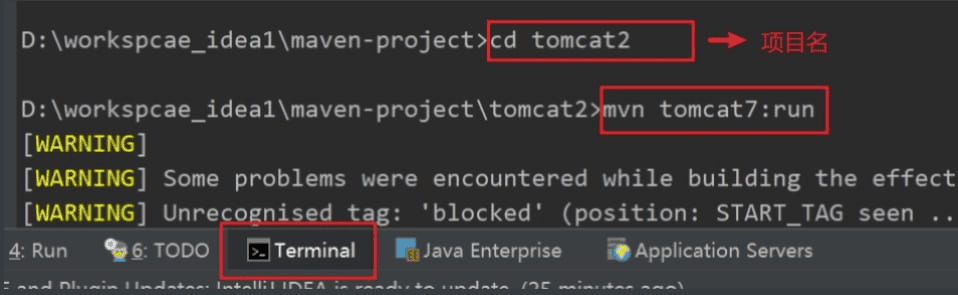 D:\workspcae_idea1\maven-project>cd tomcat2 项目名
D:\workspcae_idea1\maven-project\tomcat2>mvn tomcat7:run
[WARNING]
[WARNING] Some problems were encountered while building the effect
[WARNING] Unrecognised tag: 'blocked' (position: START_TAG seen ..
4: Run 6: TODO Terminal Java Enterprise Application Servers
E and Plugin Updates: IntelliJ IDEA is ready to update. (25 minutes ago)